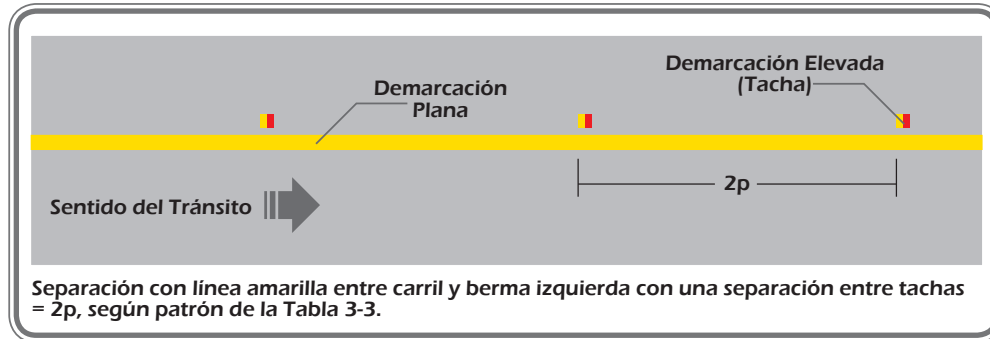 Demarcación Elevada
(Tacha)
Demarcación
Plana
2p
Sentido del Tránsito
Separación con línea amarilla entre carril y berma izquierda con una separación entre tachas
= 2p, según patrón de la Tabla 3-3.